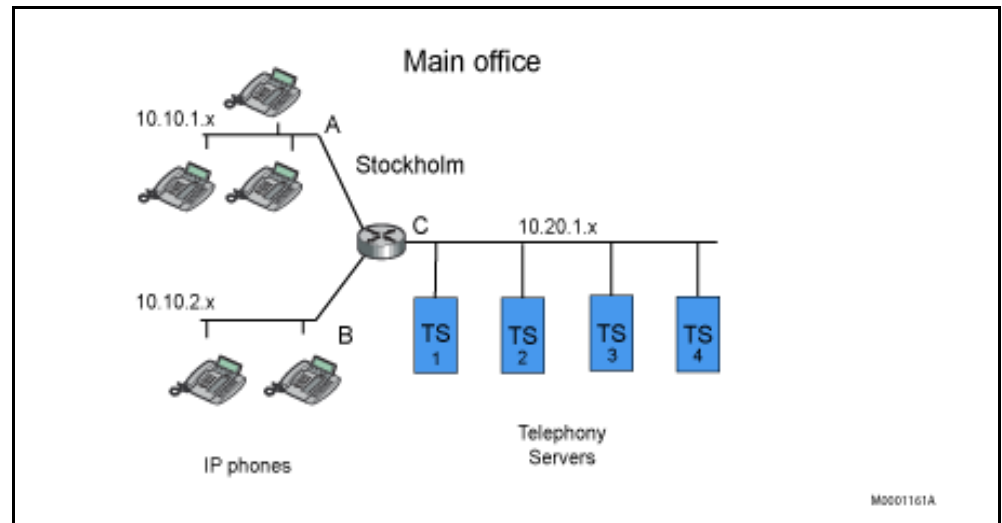 Main office
10.10.1.x
A
Stockholm
C
10.20.1.x
10.10.2.x
B
TS
1
TS
2
TS
3
TS
4
Telephony
Servers
IP phones
M0001161A